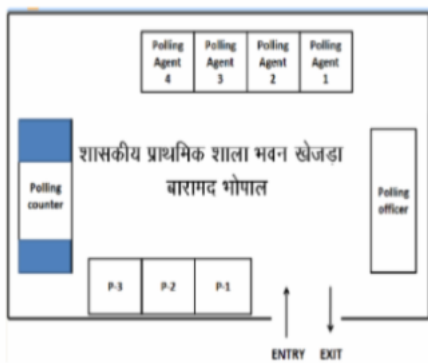 Polling Agent 4
Polling Agent 3
Polling Agent 2
Polling Agent 1
शासकीय प्राथमिक शाला भवन खेजड़ा
बारामद भोपाल
Polling counter
Polling officer
P-3
P-2
P-1
ENTRY
EXIT